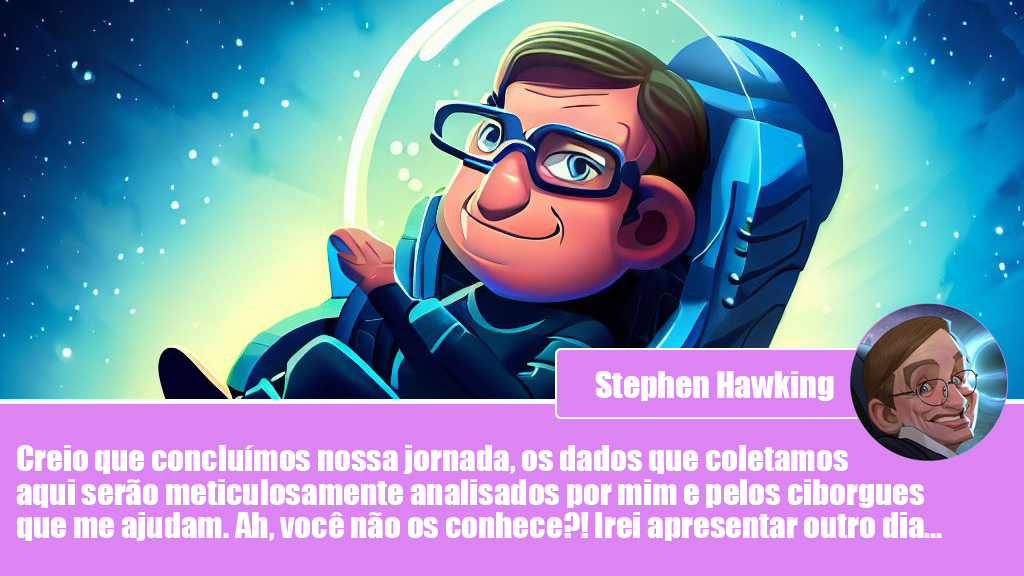 Stephen Hawking
Creio que concluímos nossa jornada, os dados que coletamos
aqui serão meticulosamente analisados por mim e pelos ciborgues
que me ajudam. Ah, você não os conhece?! Irei apresentar outro dia...